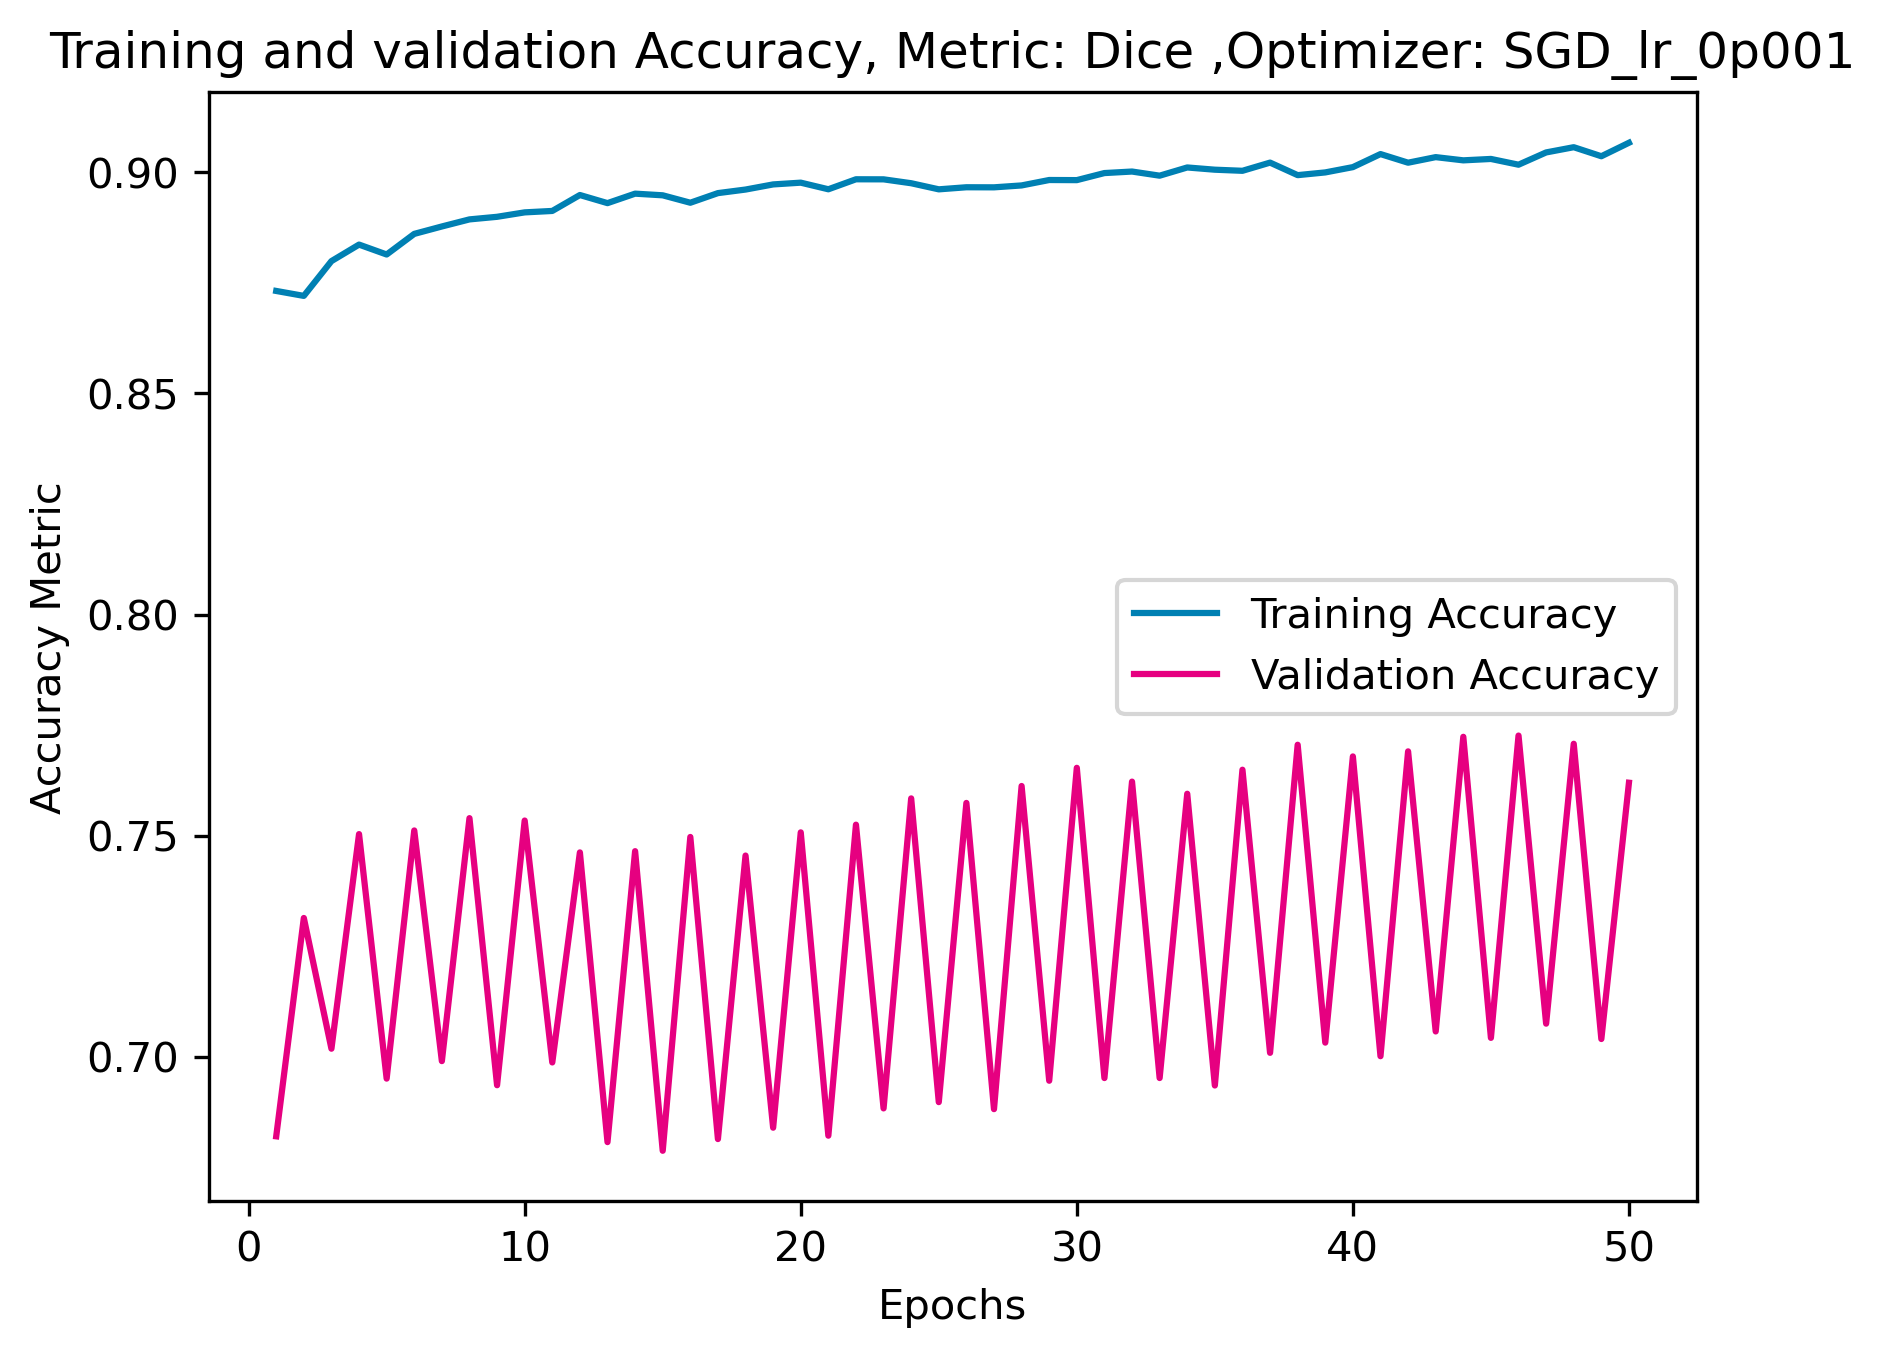 Training and validation Accuracy, Metric: Dice ,Optimizer: SGD_lr_0p001
0.90
0.85
0.80
0.75
0.70
Accuracy Metric
Training Accuracy
Validation Accuracy
0 10 20 30 40 50
Epochs